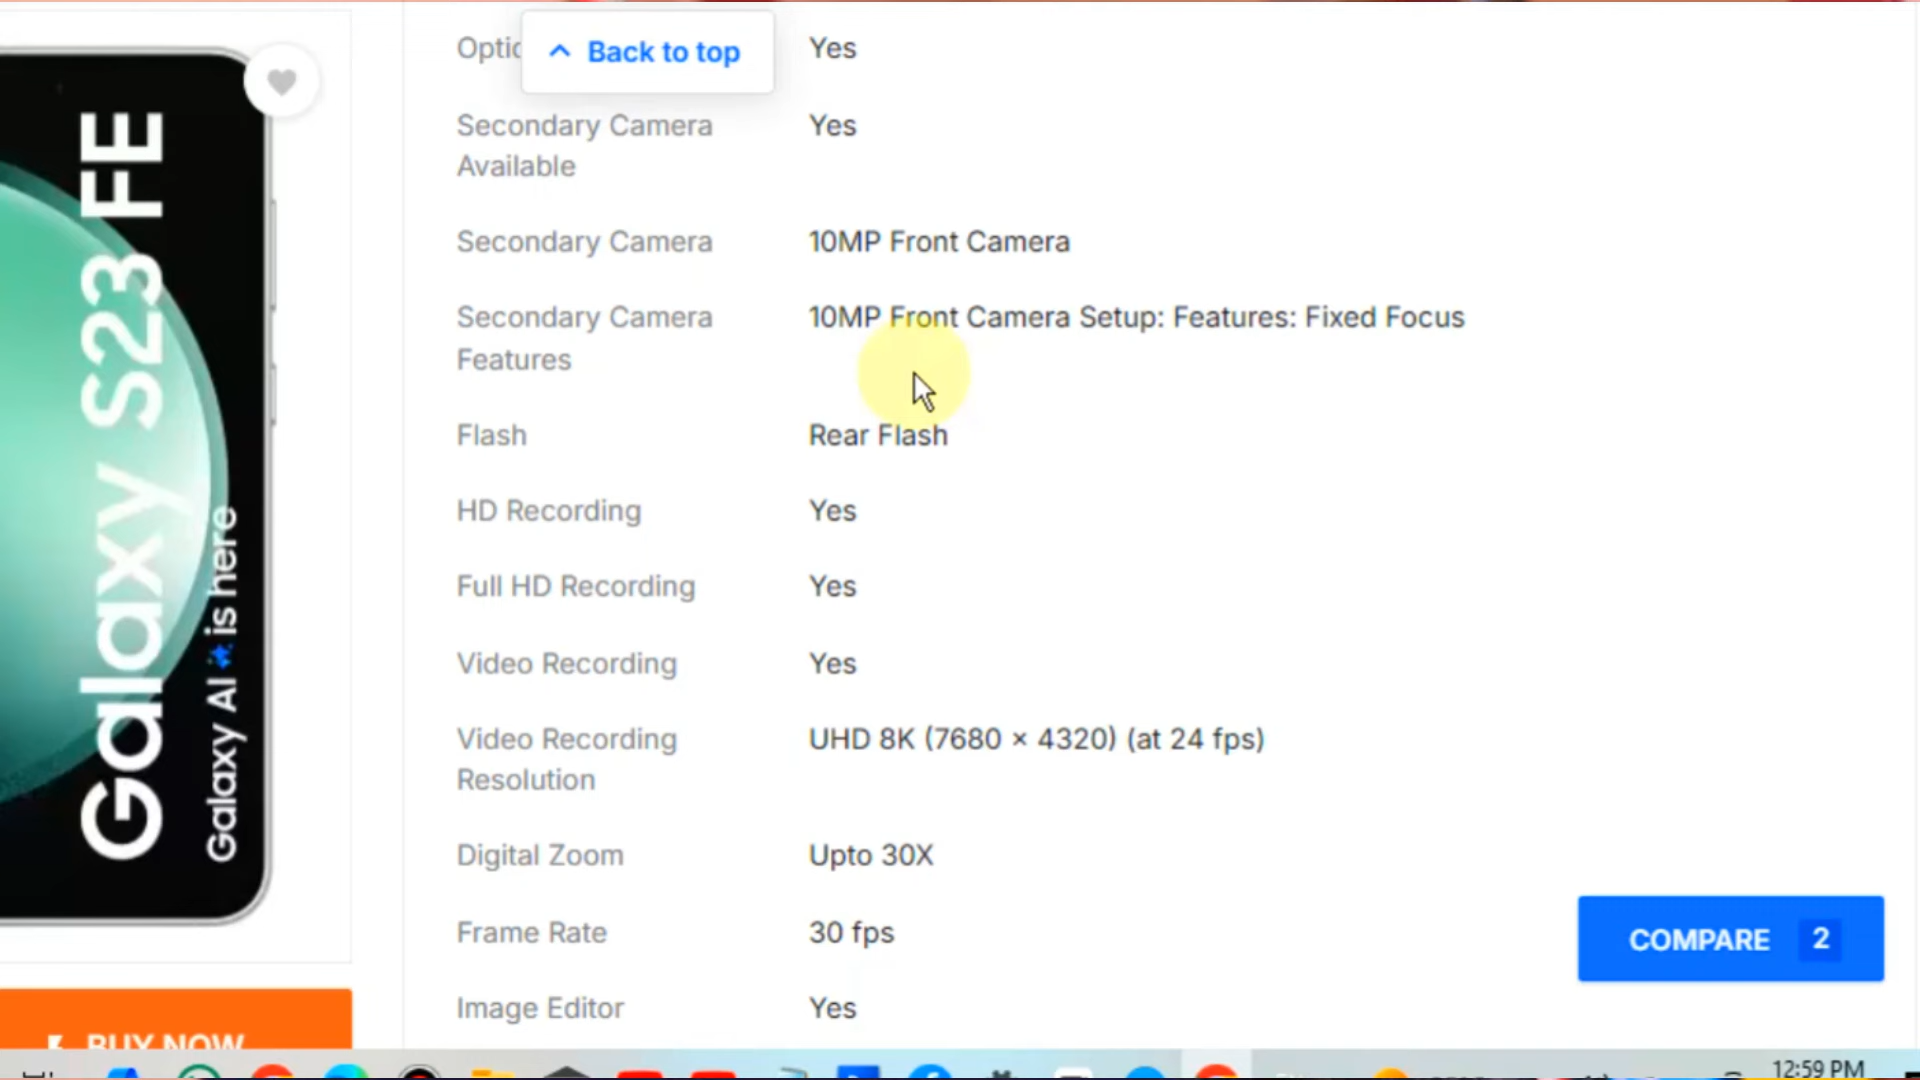 Optic
Back to top
Yes
Secondary Camera
Available
Yes
Secondary Camera
10MP Front Camera
Secondary Camera
Features
10MP Front Camera Setup: Features: Fixed Focus
Flash
Rear Flash
HD Recording
Yes
Full HD Recording
Yes
Video Recording
Yes
Video Recording
Resolution
UHD 8K (7680 × 4320) (at 24 fps)
Digital Zoom
Upto 30X
Frame Rate
30 fps
Image Editor
Yes
COMPARE 2
Galaxy S23 FE
Galaxy AI is here
BUY NOW
12:59 PM